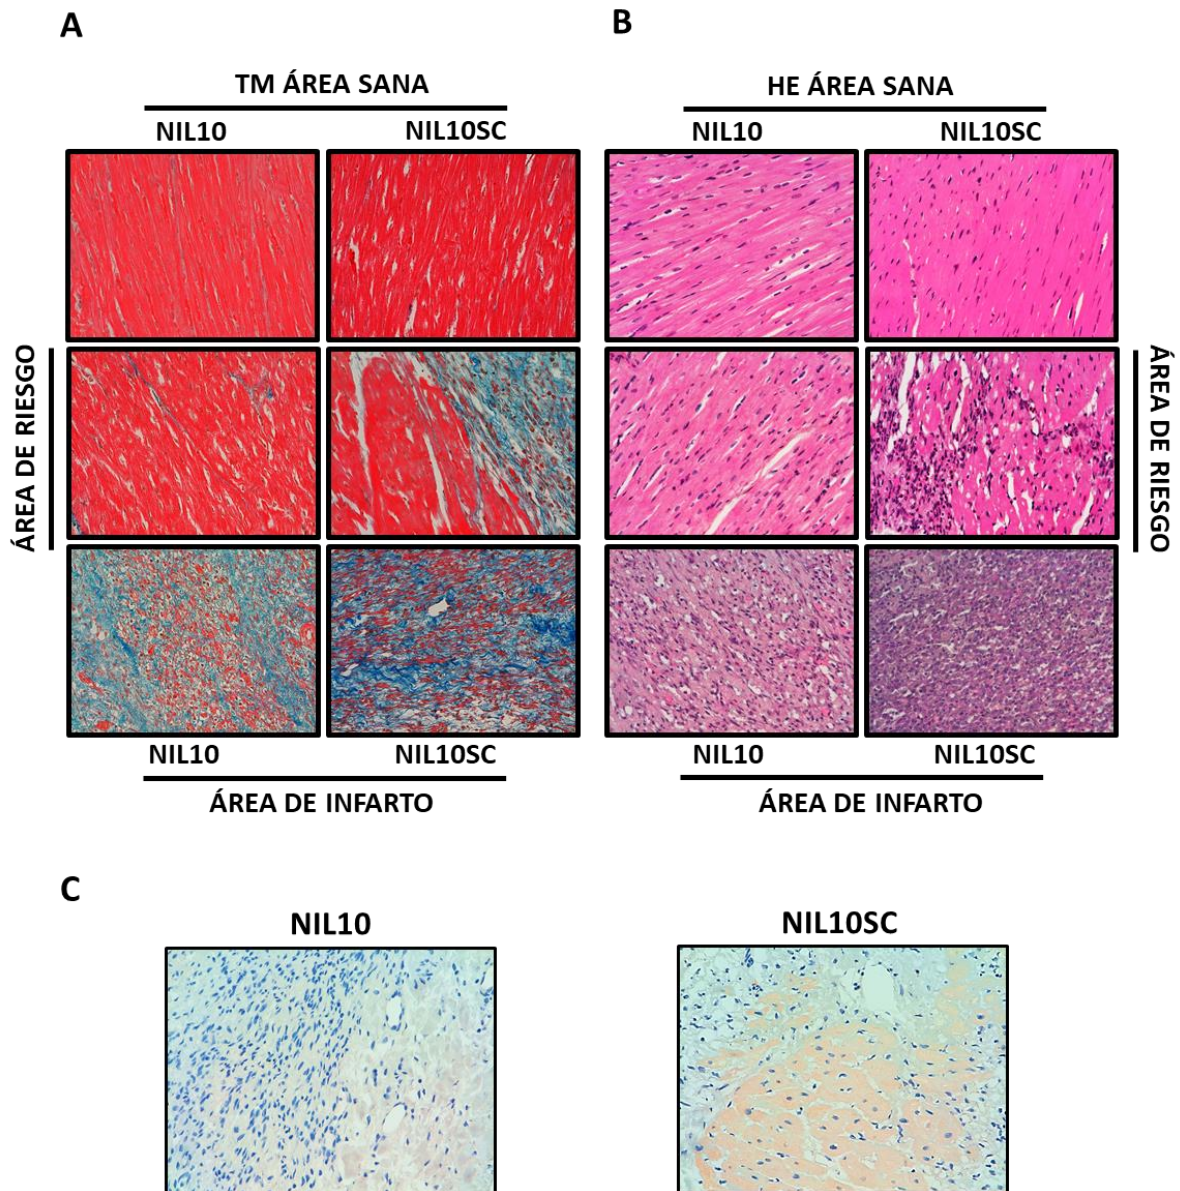 A
B
TM ÁREA SANA
NIL10
NIL10SC
HE ÁREA SANA
NIL10
NIL10SC
ÁREA DE RIESGO
ÁREA DE RIESGO
NIL10
NIL10SC
ÁREA DE INFARTO
NIL10
NIL10SC
ÁREA DE INFARTO
C
NIL10
NIL10SC